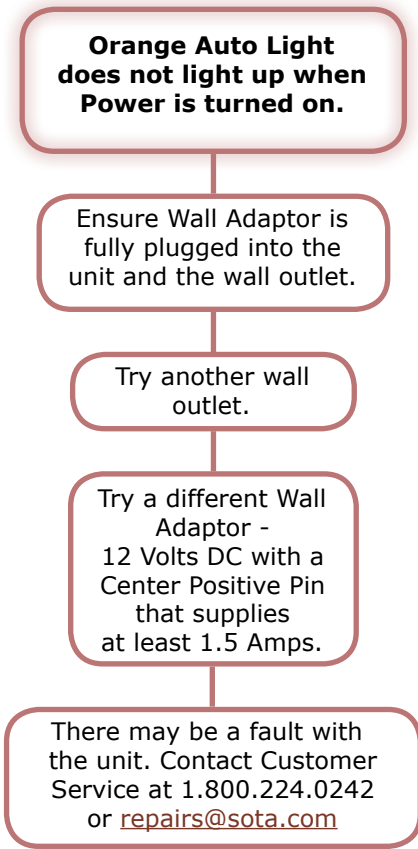 Orange Auto Light
does not light up when
Power is turned on.
Ensure Wall Adaptor is
fully plugged into the
unit and the wall outlet.
Try another wall
outlet.
Try a different Wall
Adaptor -
12 Volts DC with a
Center Positive Pin
that supplies
at least 1.5 Amps.
There may be a fault with
the unit. Contact Customer
Service at 1.800.224.0242
or repairs@sota.com